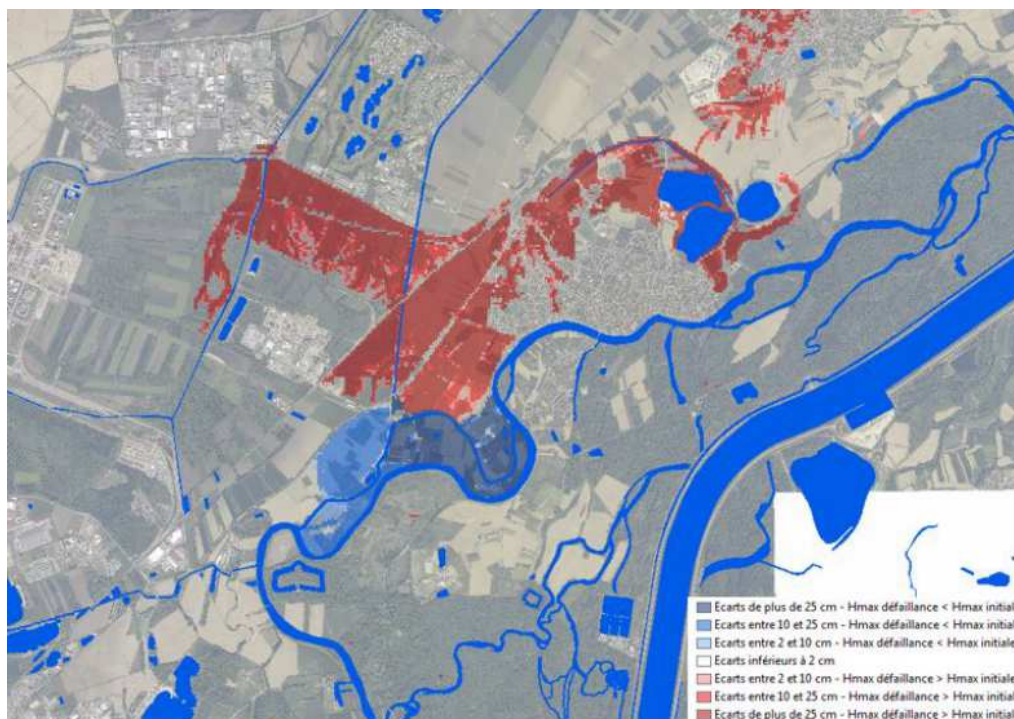 Ecarts de plus de 25 cm - Hmax défaillance < Hmax initial
Ecarts entre 10 et 25 cm - Hmax défaillance < Hmax initial
Ecarts entre 2 et 10 cm - Hmax défaillance < Hmax initiale
Ecarts inférieurs à 2 cm
Ecarts entre 2 et 10 cm - Hmax défaillance > Hmax initiale
Ecarts entre 10 et 25 cm - Hmax défaillance > Hmax initial
Ecarts de plus de 25 cm - Hmax défaillance > Hmax initial